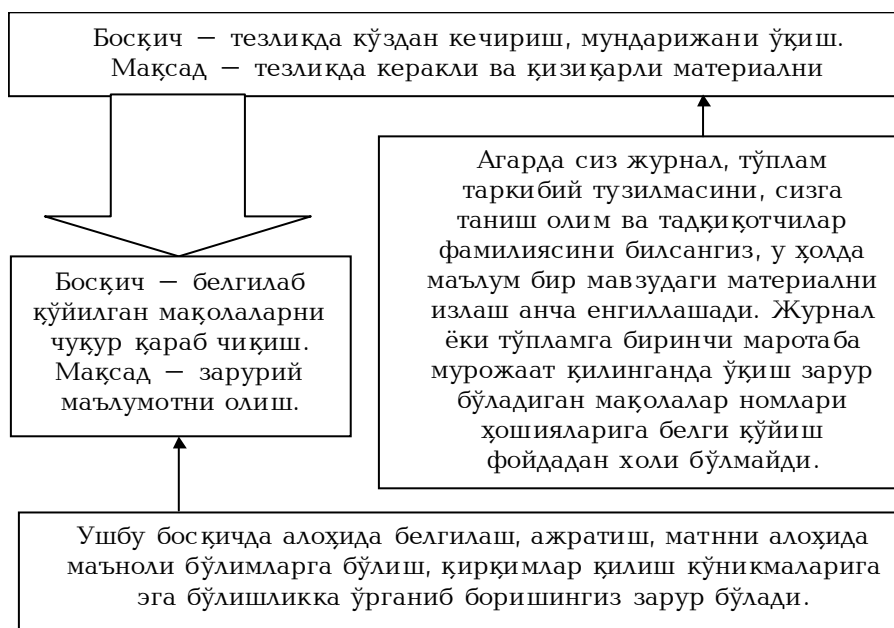 Босқич – тезликда кўздан кечириш, мундарижани ўқиш.
Мақсад – тезликда керакли ва қизиқарли материални
Агарда сиз журнал, тўплам
таркибий тузилмасини, сизга
таниш олим ва тадқиқотчилар
фамилиясини билсангиз, у ҳолда
маълум бир мавзудаги материални
излаш анча енгиллашади. Журнал
ёки тўпламга биринчи маротаба
мурожаат қилинганда ўқиш зарур
бўладиган мақолалар номлари
ҳошияларига белги қўйиш
фойдадан холи бўлмайди.
Босқич – белгилаб
қўйилган мақолаларни
чуқур қараб чиқиш.
Мақсад – зарурий
маълумотни олиш.
Ушбу босқичда алоҳида белгилаш, ажратиш, матнни алоҳида
маъноли бўлимларга бўлиш, қирқимлар қилиш кўникмаларига
эга бўлишликка ўрганиб боришингиз зарур бўлади.